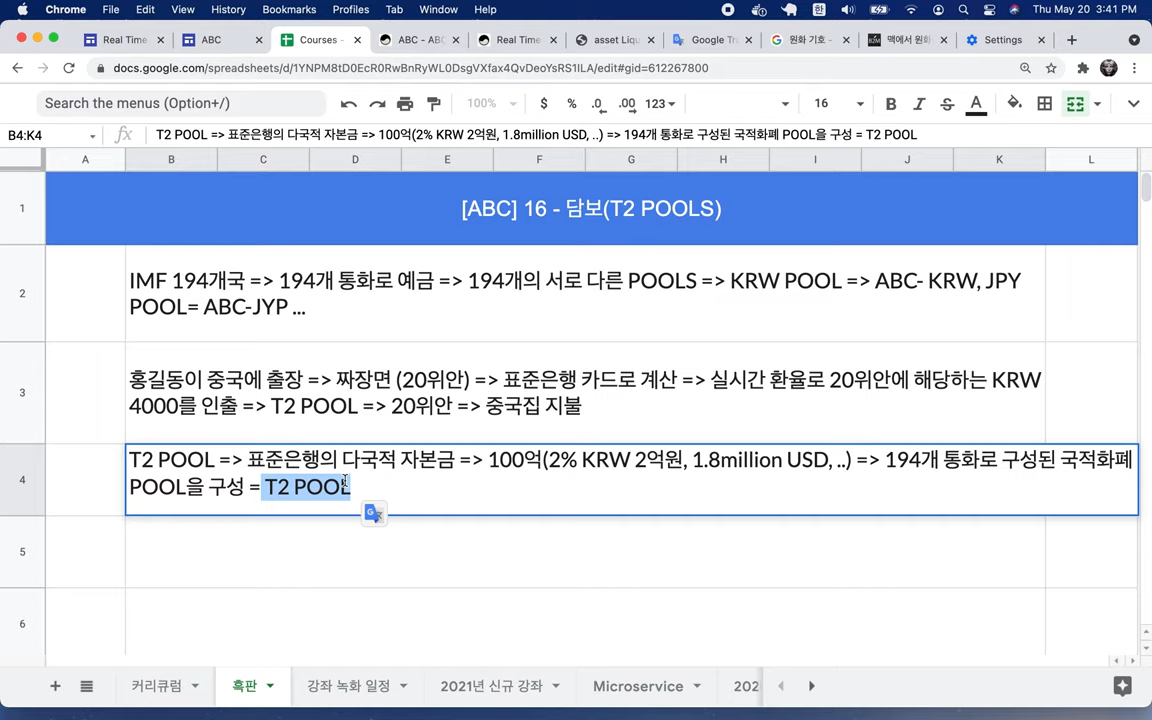 Chrome File Edit View History Bookmarks Profiles Tab Window Help 한 Thu May 20 3:41 PM
Real Time ABC Courses - ABC - ABC Real Time asset Liqu Google Tr 원화 기호 - 맥에서 원화 Settings
docs.google.com/spreadsheets/d/1YNPM8tD0EcR0RwBnRyWL0DsgVXfax4QvDeoYsRS1ILA/edit#gid=612267800
Search the menus (Option+/) 100% $ % .0 .00 123 16 B I S A
B4:K4 fx T2 POOL => 표준은행의 다국적 자본금 => 100억(2% KRW 2억원, 1.8million USD, ..) => 194개 통화로 구성된 국적화폐 POOL을 구성 = T2 POOL
A B C D E F G H I J K L
1 [ABC] 16 - 담보(T2 POOLS)
2 IMF 194개국 => 194개 통화로 예금 => 194개의 서로 다른 POOLS => KRW POOL => ABC- KRW, JPY
POOL= ABC-JYP ...
3 홍길동이 중국에 출장 => 짜장면 (20위안) => 표준은행 카드로 계산 => 실시간 환율로 20위안에 해당하는 KRW
4000를 인출 => T2 POOL => 20위안 => 중국집 지불
4 T2 POOL => 표준은행의 다국적 자본금 => 100억(2% KRW 2억원, 1.8million USD, ..) => 194개 통화로 구성된 국적화폐
POOL을 구성 = T2 POOL
5
6
커리큐럼 흑판 강좌 녹화 일정 2021년 신규 강좌 Microservice 202